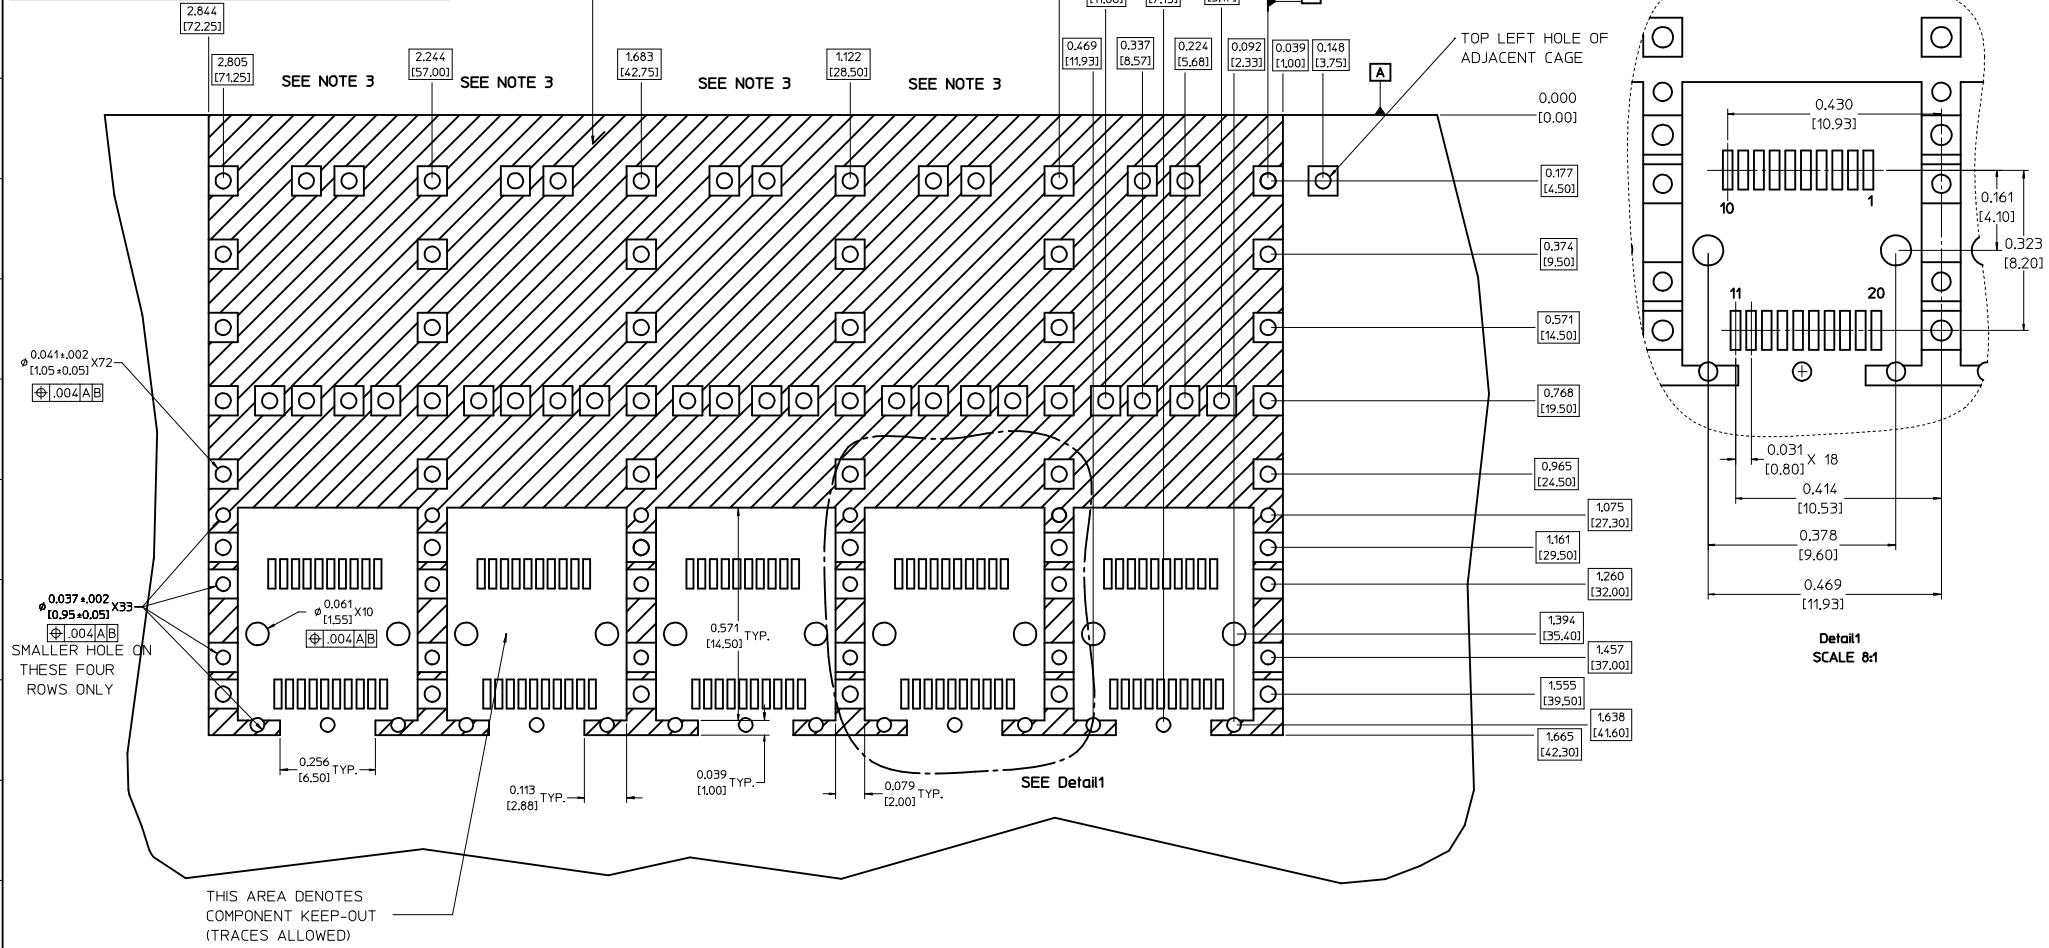 2.844
[72.25]
2.805
[71.25]
SEE NOTE 3
2.244
[57.00]
SEE NOTE 3
1.683
[42.75]
SEE NOTE 3
1.122
[28.50]
SEE NOTE 3
0.469
[11.93]
0.337
[8.57]
0.224
[5.68]
0.092
[2.33]
0.039
[1.00]
0.148
[3.75]
TOP LEFT HOLE OF
ADJACENT CAGE
A
0.000
[0.00]
0.177
[4.50]
0.374
[9.50]
0.571
[14.50]
0.768
[19.50]
0.965
[24.50]
1.075
[27.30]
1.161
[29.50]
1.260
[32.00]
1.394
[35.40]
1.457
[37.00]
1.555
[39.50]
1.638
[41.60]
1.665
[42.30]
⌀ 0.041±.002 X72
[1.05±0.05]
⌖ .004 A B
⌀ 0.037±.002 X33
[0.95±0.05]
⌖ .004 A B
SMALLER HOLE ON
THESE FOUR
ROWS ONLY
⌀ 0.061 X10
[1.55]
⌖ .004 A B
0.571 TYP.
[14.50]
0.256 TYP.
[6.50]
0.113 TYP.
[2.88]
0.039 TYP.
[1.00]
0.079 TYP.
[2.00]
SEE Detail1
THIS AREA DENOTES
COMPONENT KEEP-OUT
(TRACES ALLOWED)
0.430
[10.93]
10
1
0.161
[4.10]
0.323
[8.20]
11
20
0.031 X 18
[0.80]
0.414
[10.53]
0.378
[9.60]
0.469
[11.93]
Detail1
SCALE 8:1